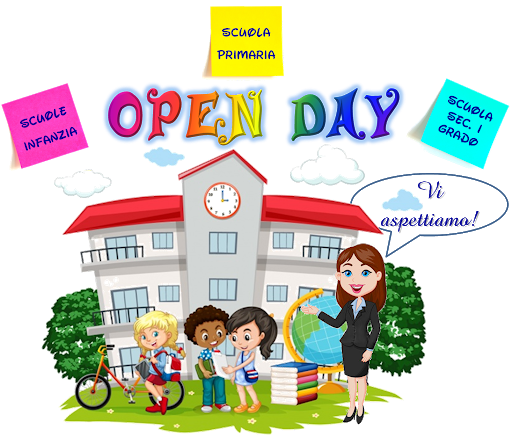 SCUOLA
PRIMARIA
SCUOLE
INFANZIA
OPEN DAY
SCUOLA
SEC. I
GRADO
Vi
aspettiamo!